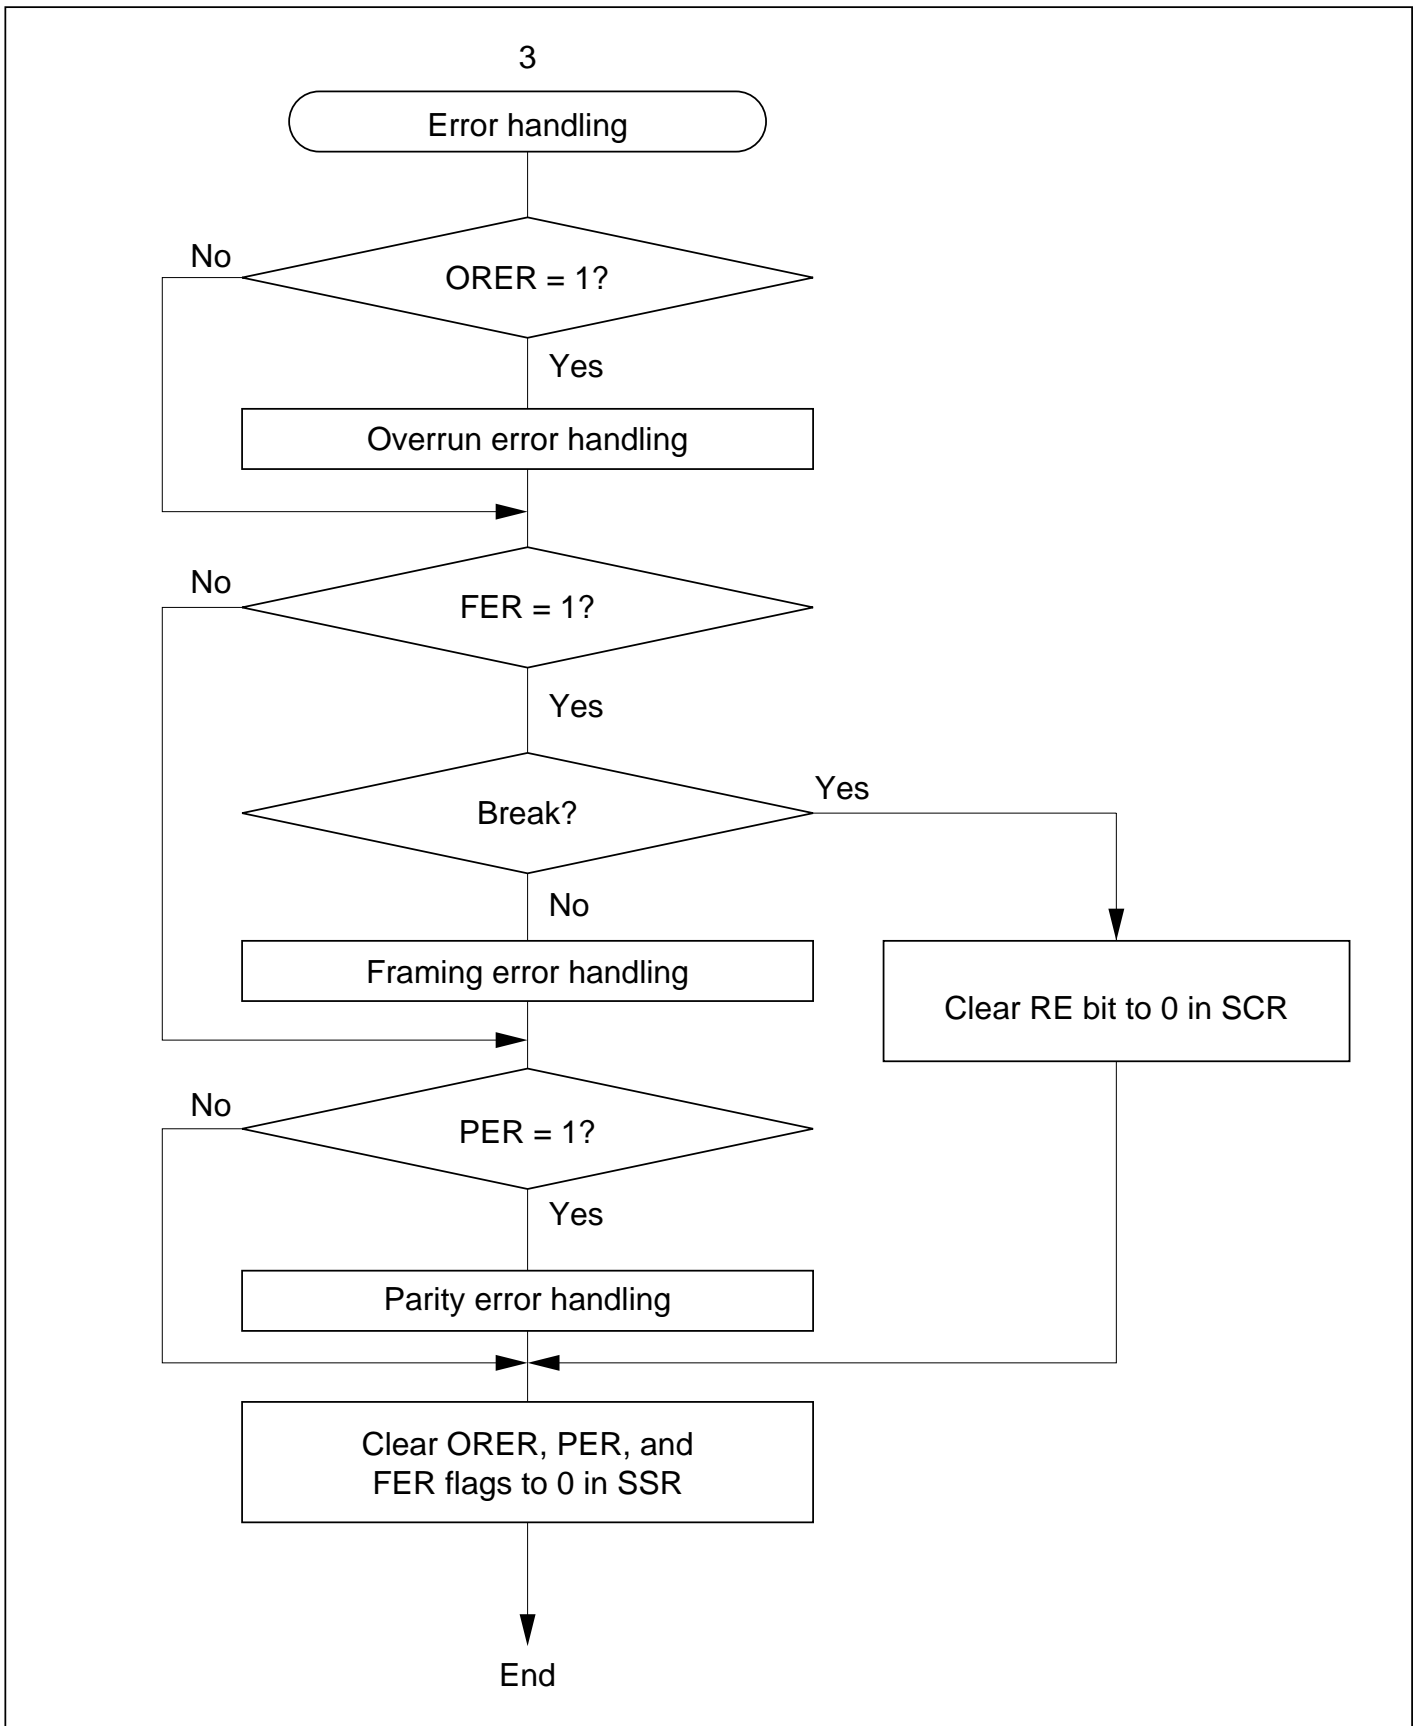 3
Error handling
No
ORER = 1?
Yes
Overrun error handling
No
FER = 1?
Yes
Break?
Yes
No
Framing error handling
Clear RE bit to 0 in SCR
No
PER = 1?
Yes
Parity error handling
Clear ORER, PER, and
FER flags to 0 in SSR
End